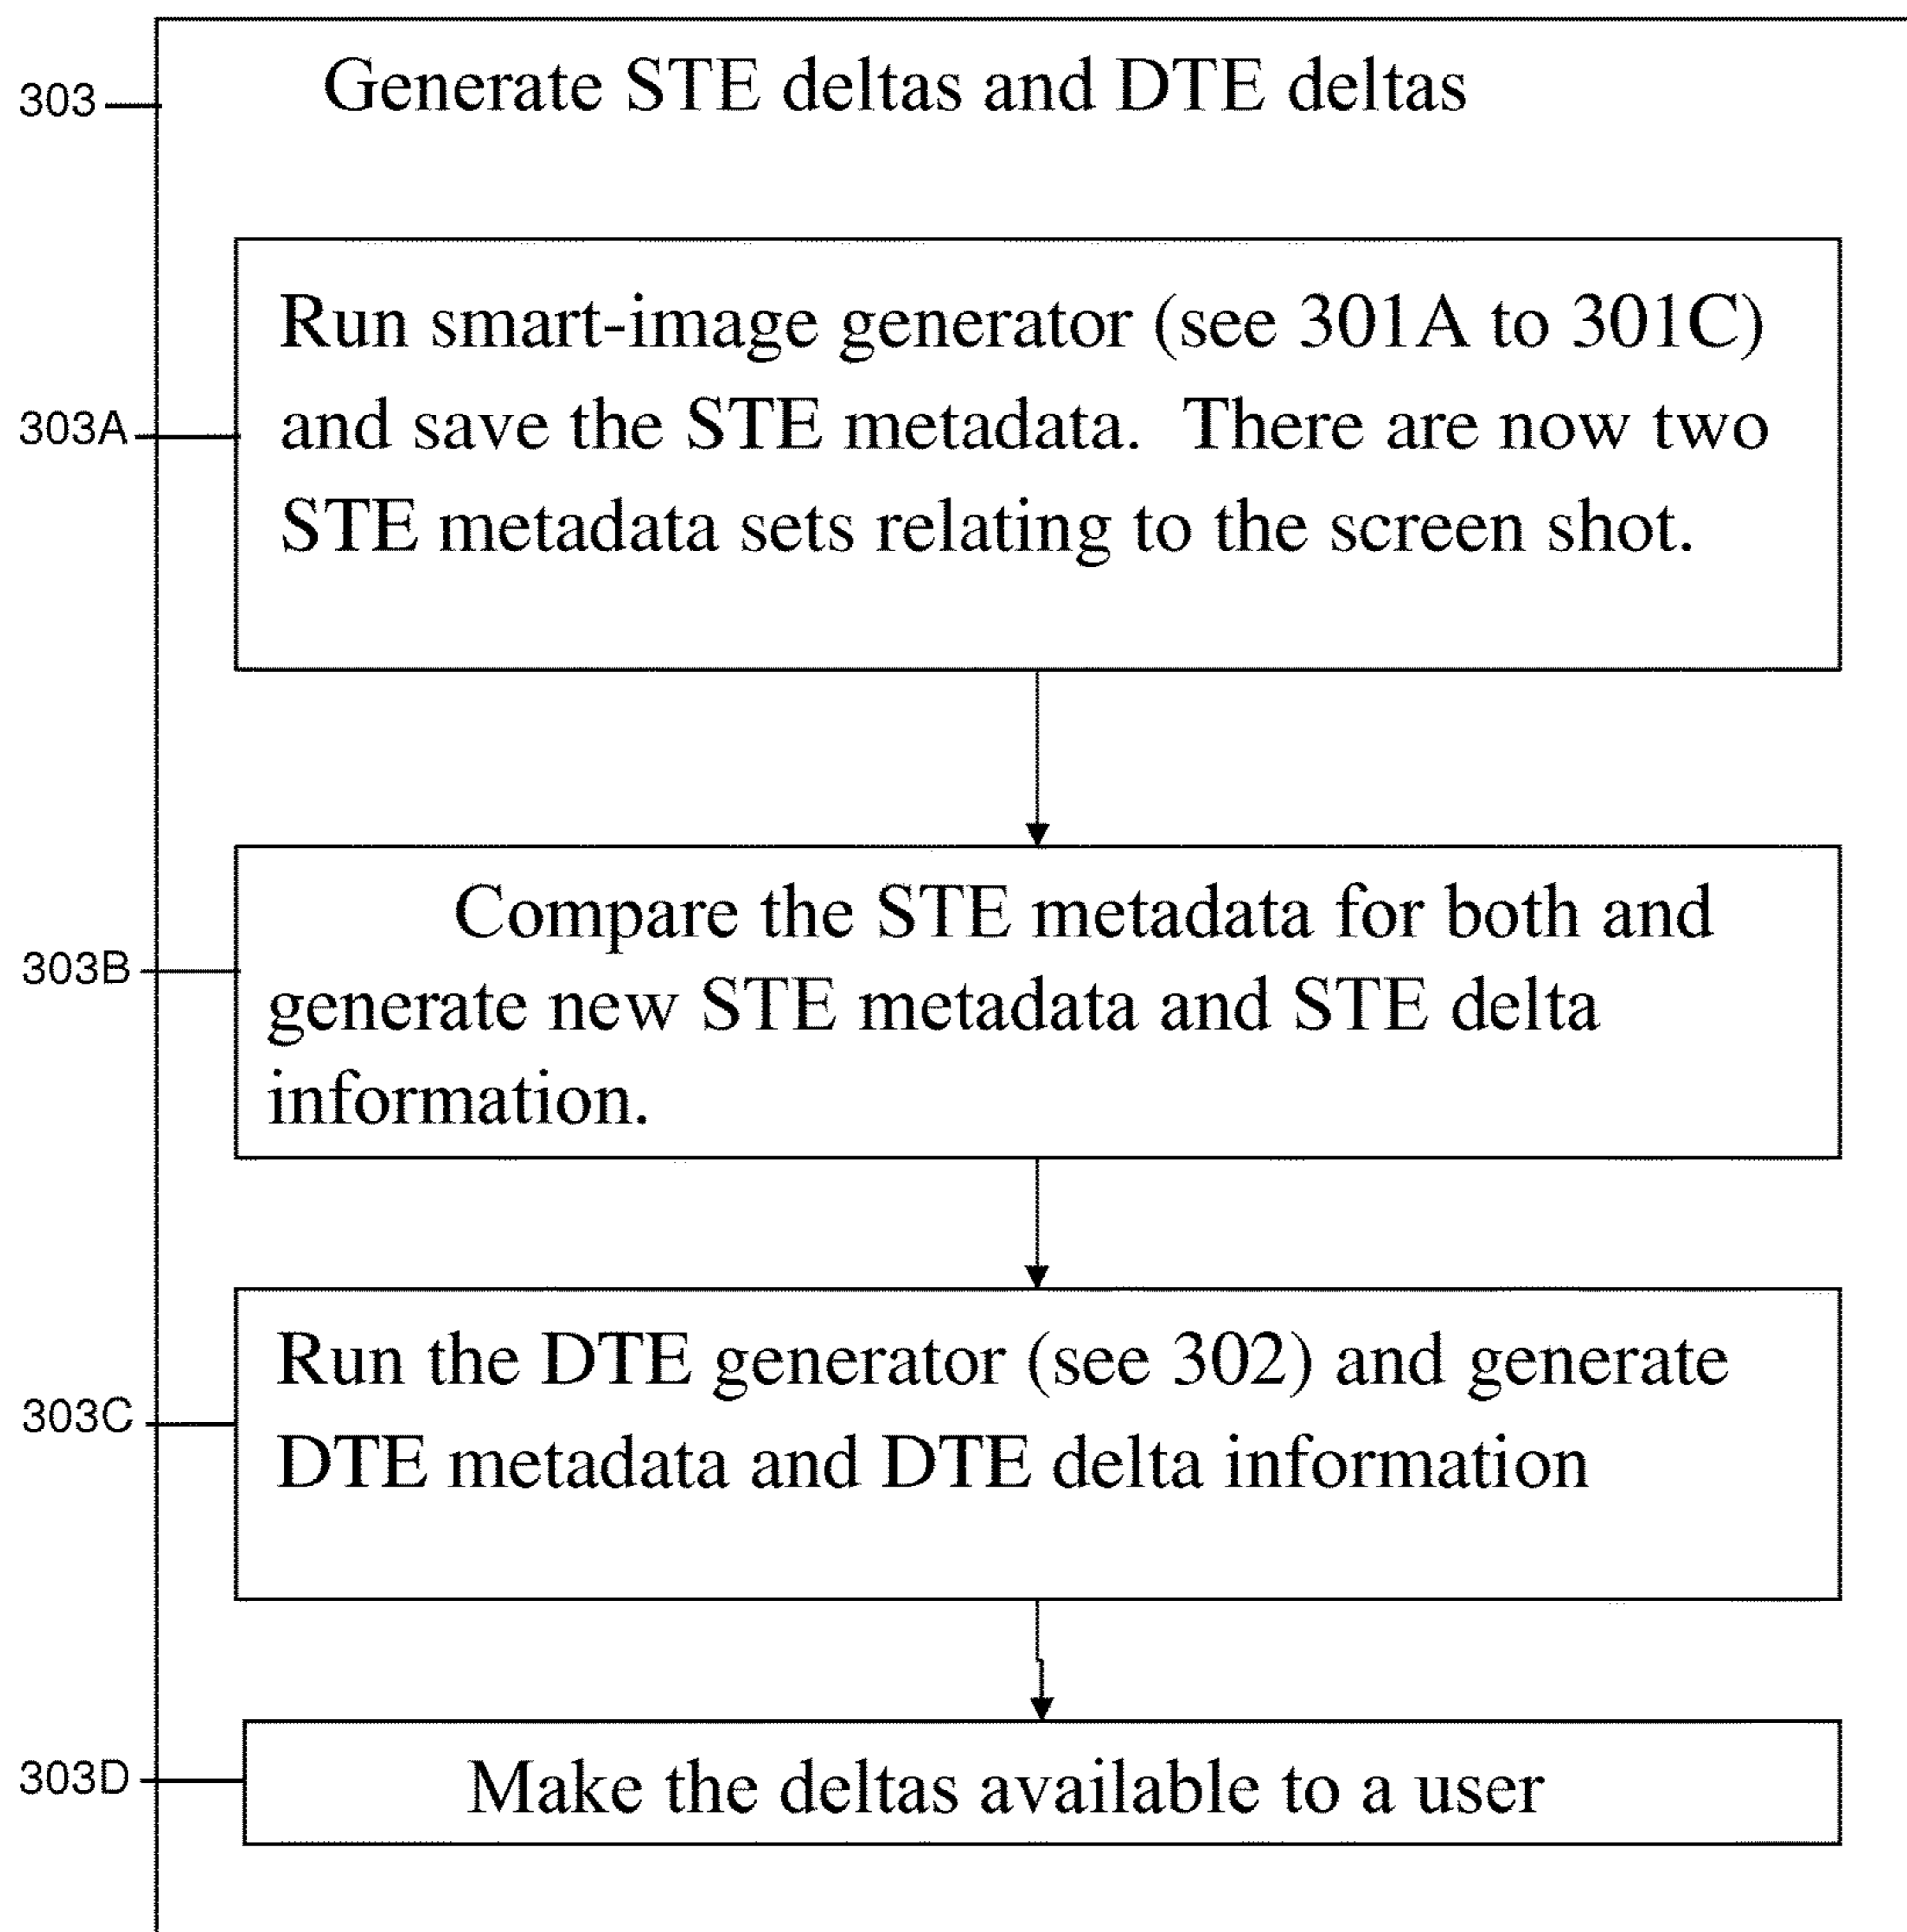 303
Generate STE deltas and DTE deltas
303A
Run smart-image generator (see 301A to 301C)
and save the STE metadata. There are now two
STE metadata sets relating to the screen shot.
303B
Compare the STE metadata for both and
generate new STE metadata and STE delta
information.
303C
Run the DTE generator (see 302) and generate
DTE metadata and DTE delta information
303D
Make the deltas available to a user